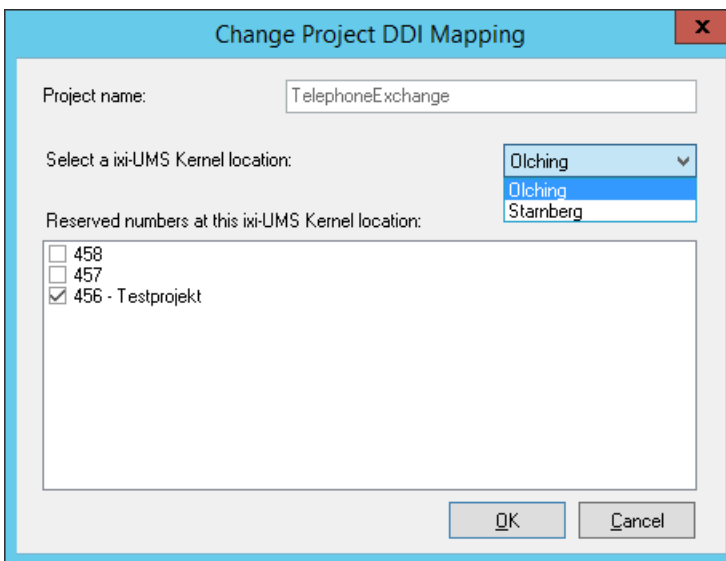 Change Project DDI Mapping
x
Project name:
TelephoneExchange
Select a ixi-UMS Kernel location:
Olching
Olching
Starnberg
Reserved numbers at this ixi-UMS Kernel location:
458
457
456 - Testprojekt
OK
Cancel